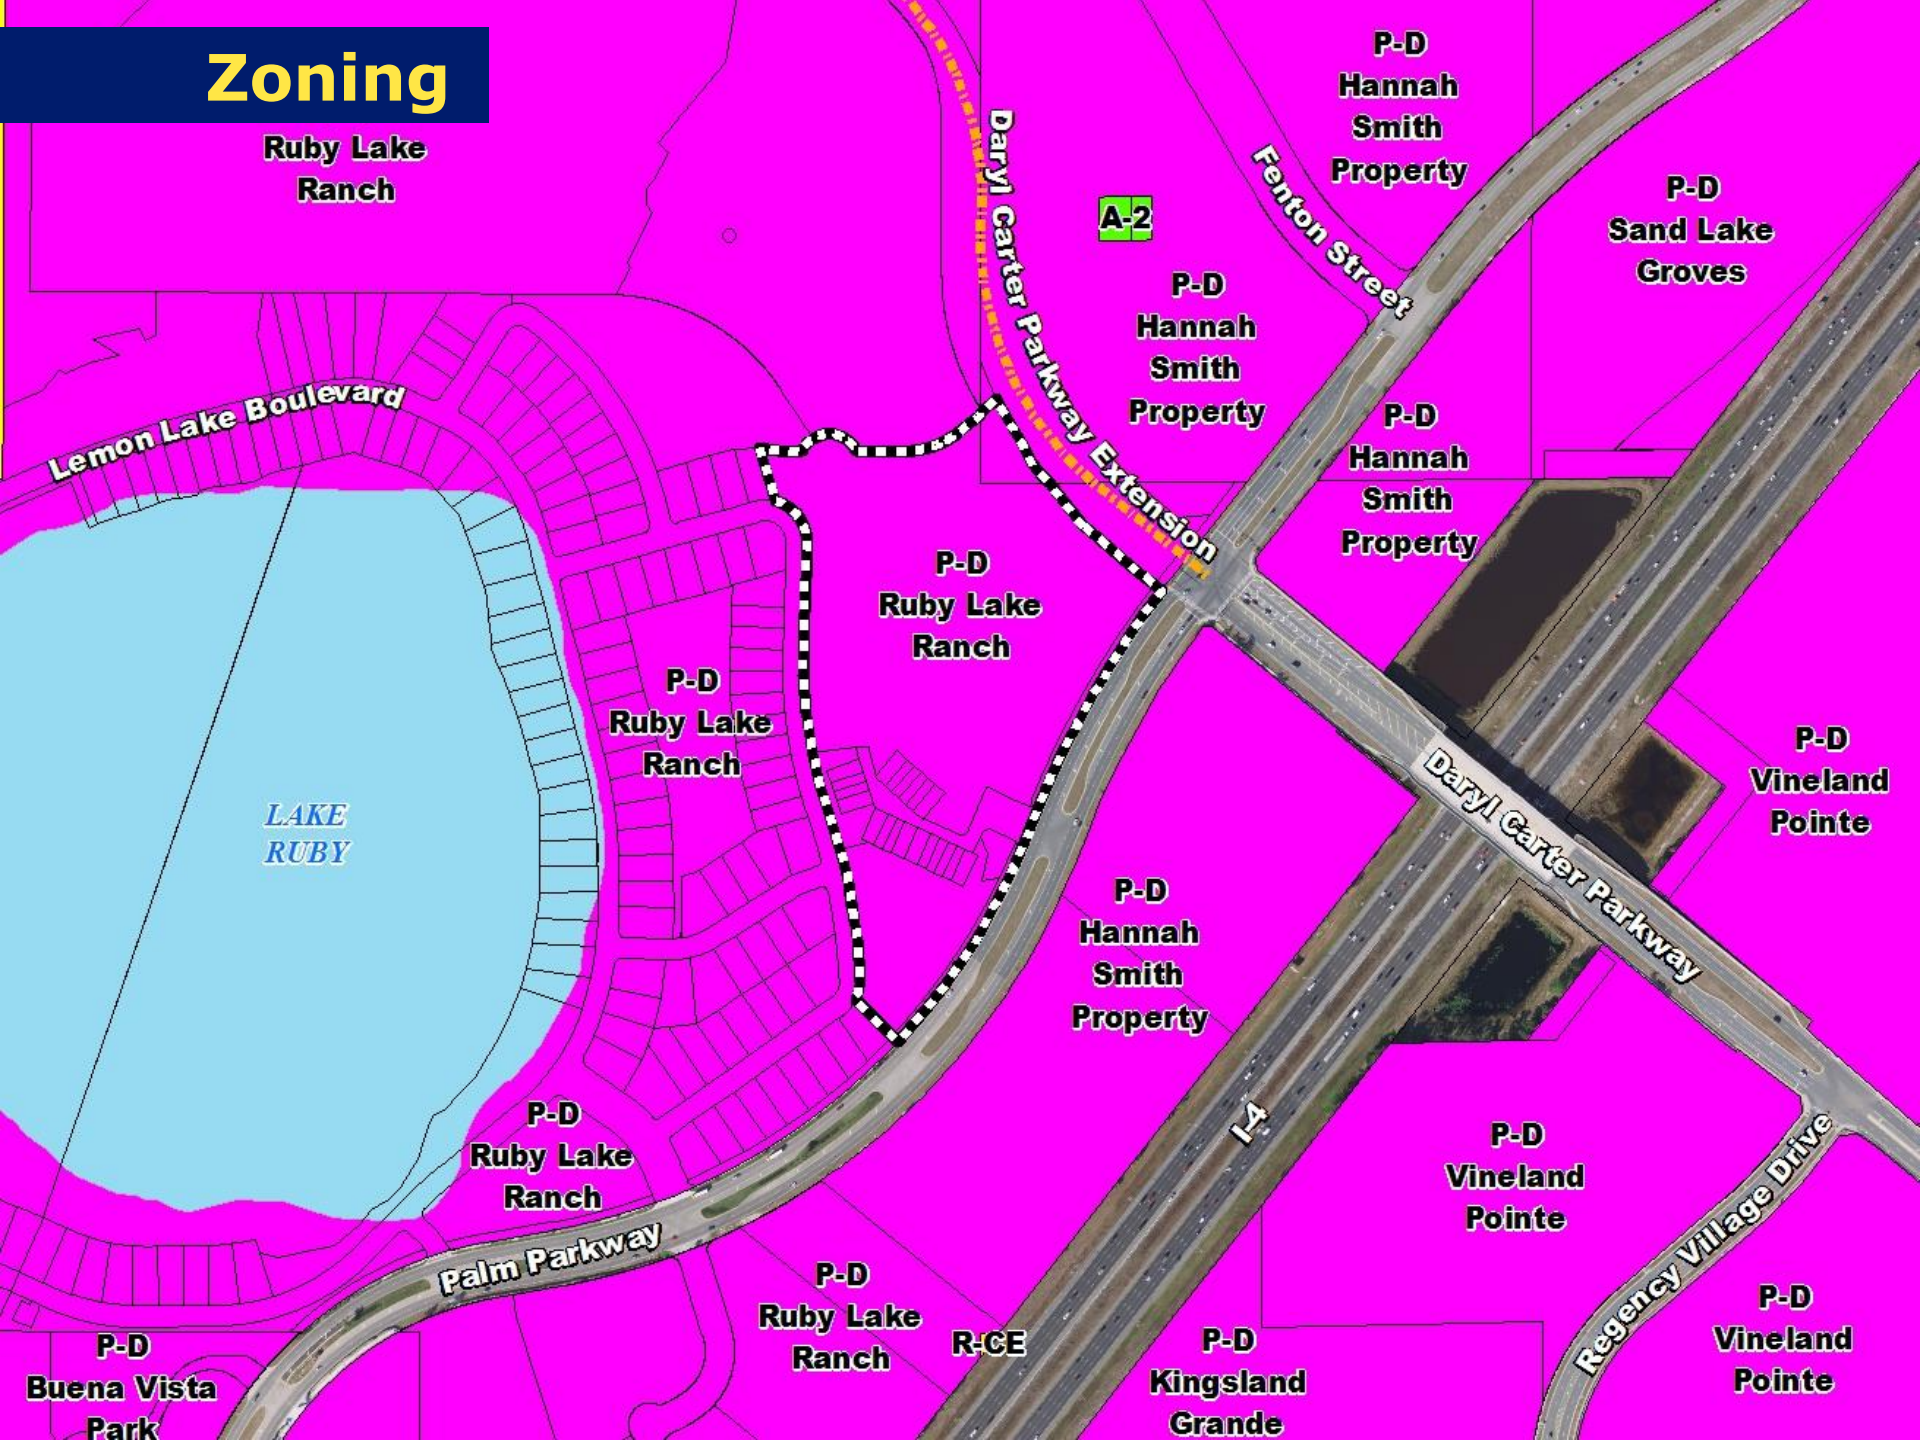 Zoning
Ruby Lake
Ranch
P-D
Hannah
Smith
Property
P-D
Sand Lake
Groves
Daryl Carter Parkway Extension
Fenton Street
A-2
P-D
Hannah
Smith
Property
P-D
Hannah
Smith
Property
Lemon Lake Boulevard
P-D
Ruby Lake
Ranch
P-D
Ruby Lake
Ranch
LAKE
RUBY
P-D
Vineland
Pointe
Daryl Carter Parkway
P-D
Hannah
Smith
Property
I-4
P-D
Ruby Lake
Ranch
P-D
Vineland
Pointe
Regency Village Drive
Palm Parkway
P-D
Ruby Lake
Ranch
R-CE
P-D
Buena Vista
Park
P-D
Kingsland
Grande
P-D
Vineland
Pointe